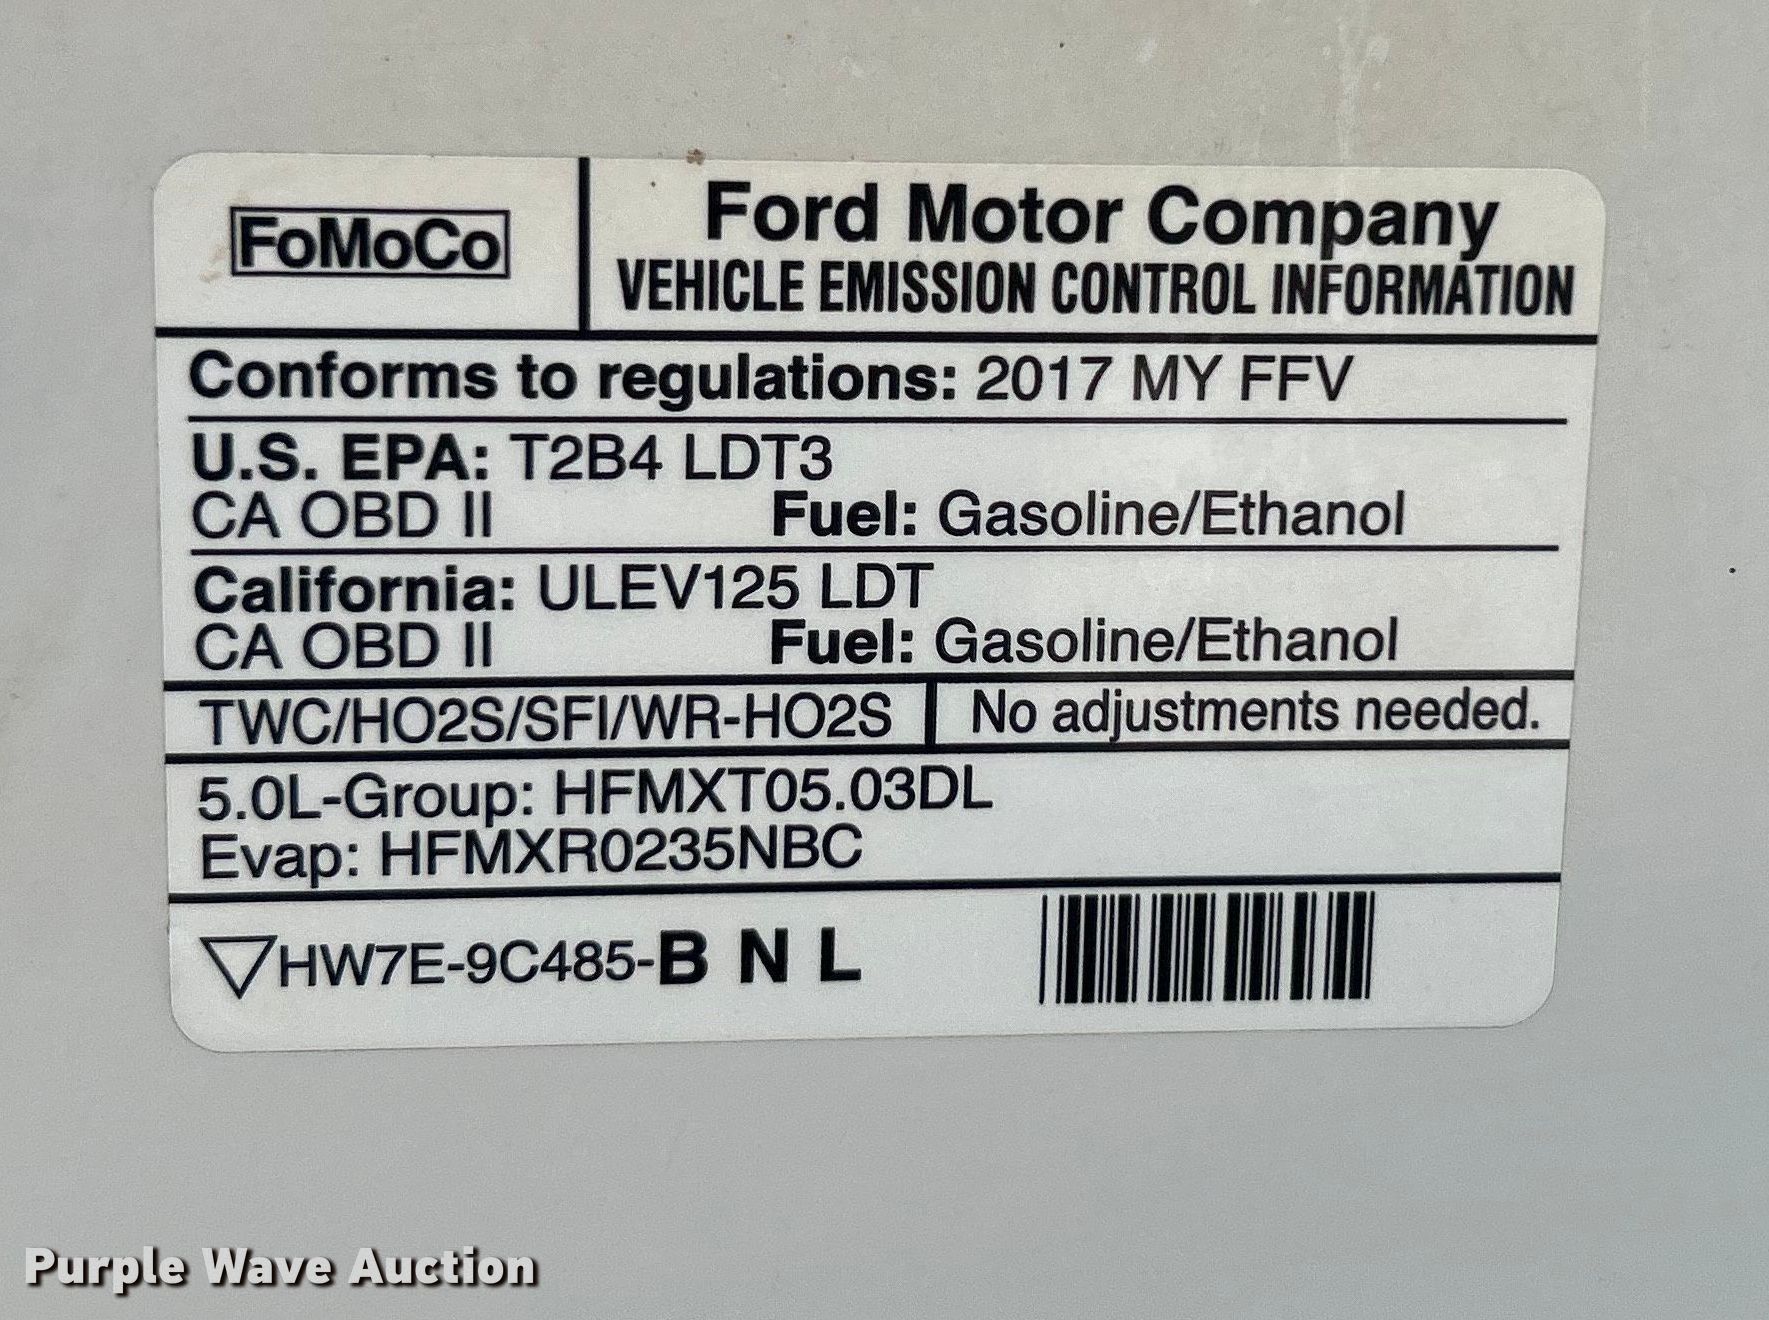 FoMoCo
Ford Motor Company
VEHICLE EMISSION CONTROL INFORMATION
Conforms to regulations: 2017 MY FFV
U.S. EPA: T2B4 LDT3
CA OBD II Fuel: Gasoline/Ethanol
California: ULEV125 LDT
CA OBD II Fuel: Gasoline/Ethanol
TWC/HO2S/SFI/WR-HO2S No adjustments needed.
5.0L-Group: HFMXT05.03DL
Evap: HFMXR0235NBC
HW7E-9C485-B N L
Purple Wave Auction